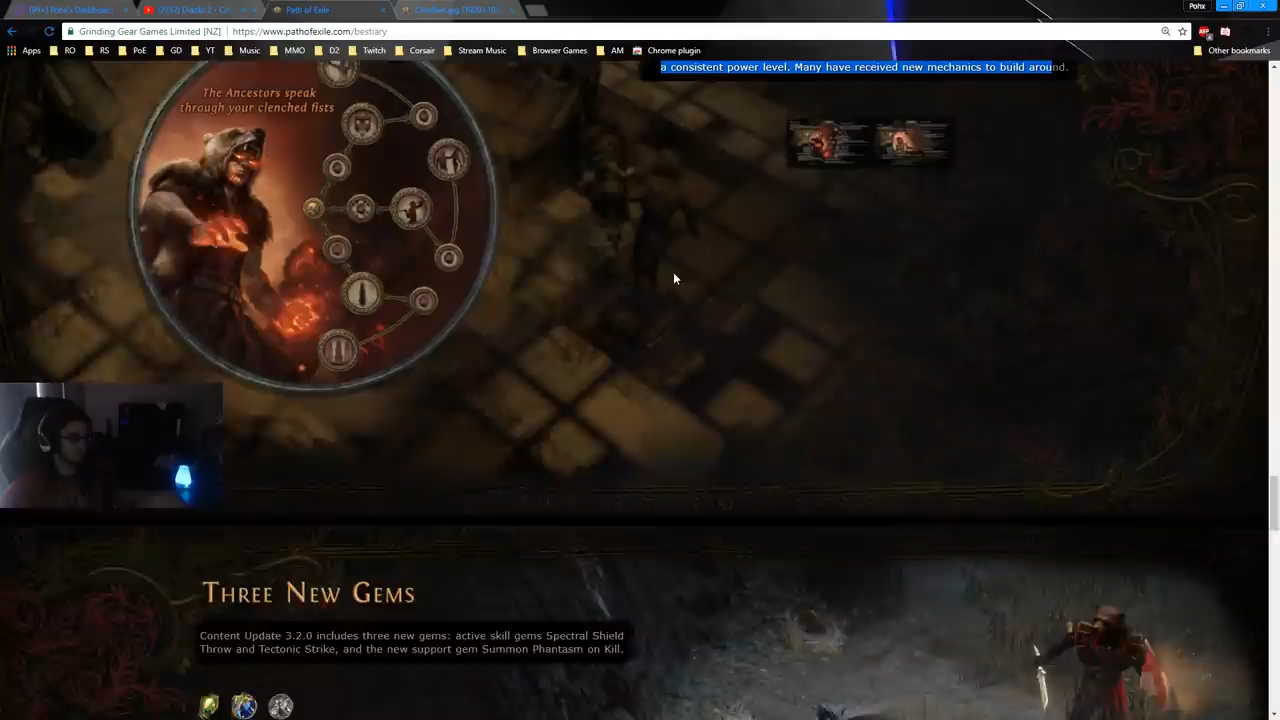 Pohx
Path of Exile
Grinding Gear Games Limited [NZ] https://www.pathofexile.com/bestiary
Apps RO RS PoE GD YT Music MMO D2 Twitch Corsair Stream Music Browser Games AM Chrome plugin Other bookmarks
a consistent power level. Many have received new mechanics to build around.
The Ancestors speak
through your clenched fists
Three New Gems
Content Update 3.2.0 includes three new gems: active skill gems Spectral Shield
Throw and Tectonic Strike, and the new support gem Summon Phantasm on Kill.